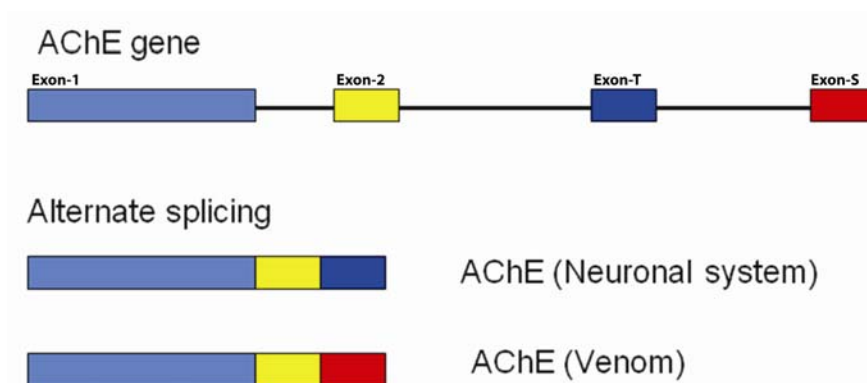 AChE gene
Exon-1 Exon-2 Exon-T Exon-S
Alternate splicing
AChE (Neuronal system)
AChE (Venom)